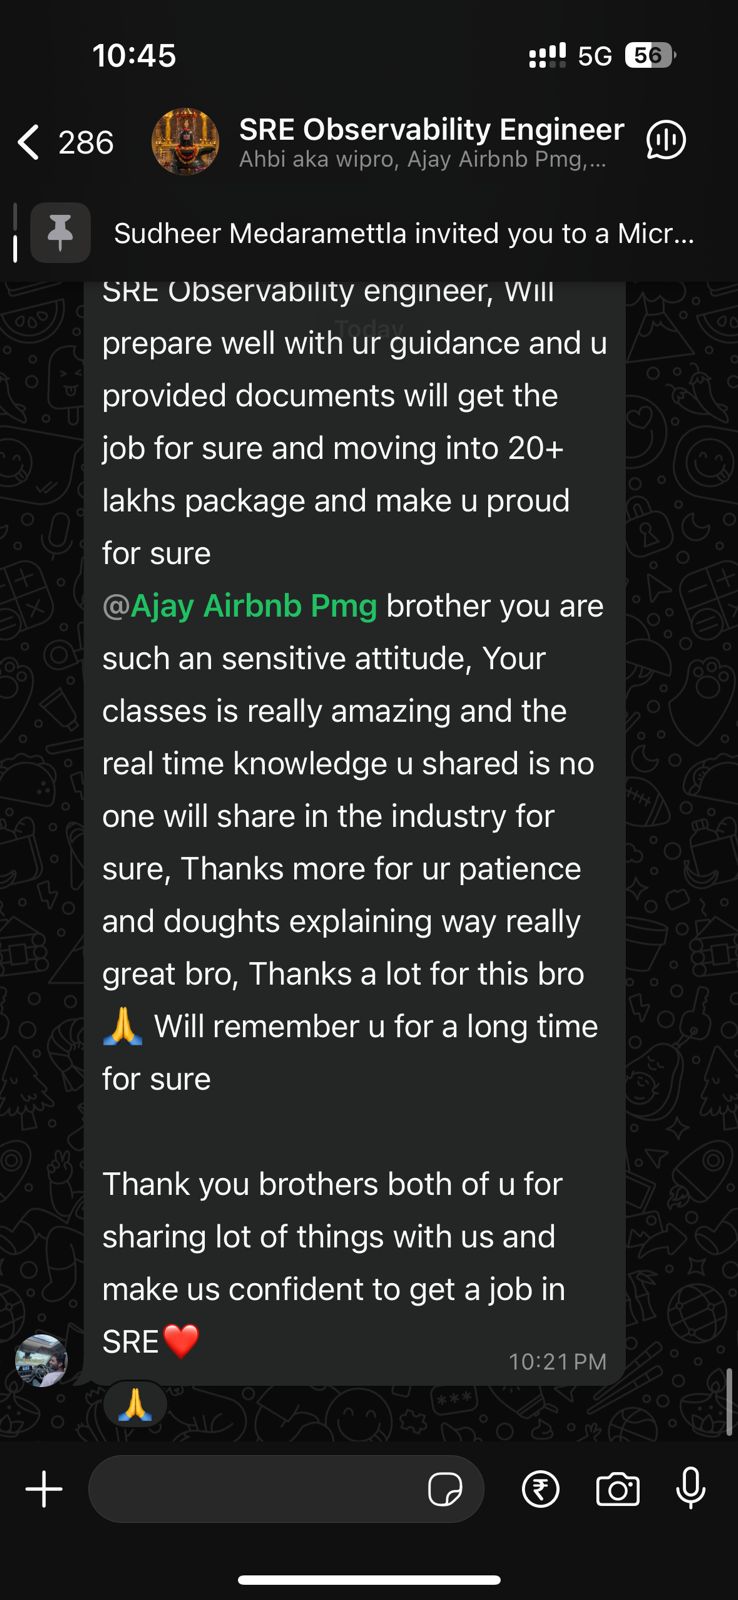 10:45
5G 56
286
SRE Observability Engineer
Ahbi aka wipro, Ajay Airbnb Pmg,...
Sudheer Medaramettla invited you to a Micr...
SRE Observability engineer, Will
Today
prepare well with ur guidance and u
provided documents will get the
job for sure and moving into 20+
lakhs package and make u proud
for sure
@Ajay Airbnb Pmg brother you are
such an sensitive attitude, Your
classes is really amazing and the
real time knowledge u shared is no
one will share in the industry for
sure, Thanks more for ur patience
and doughts explaining way really
great bro, Thanks a lot for this bro
🙏 Will remember u for a long time
for sure
Thank you brothers both of u for
sharing lot of things with us and
make us confident to get a job in
SRE❤️
10:21 PM
🙏